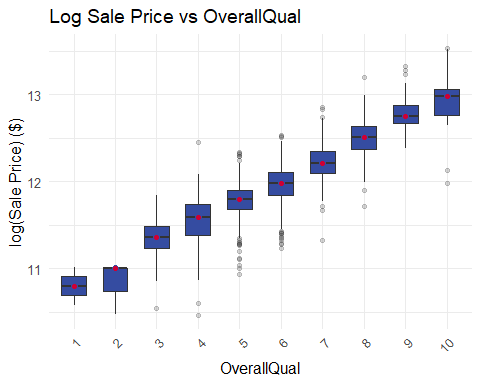 Log Sale Price vs OverallQual
log(Sale Price) ($)
13
12
11
1 2 3 4 5 6 7 8 9 10
OverallQual